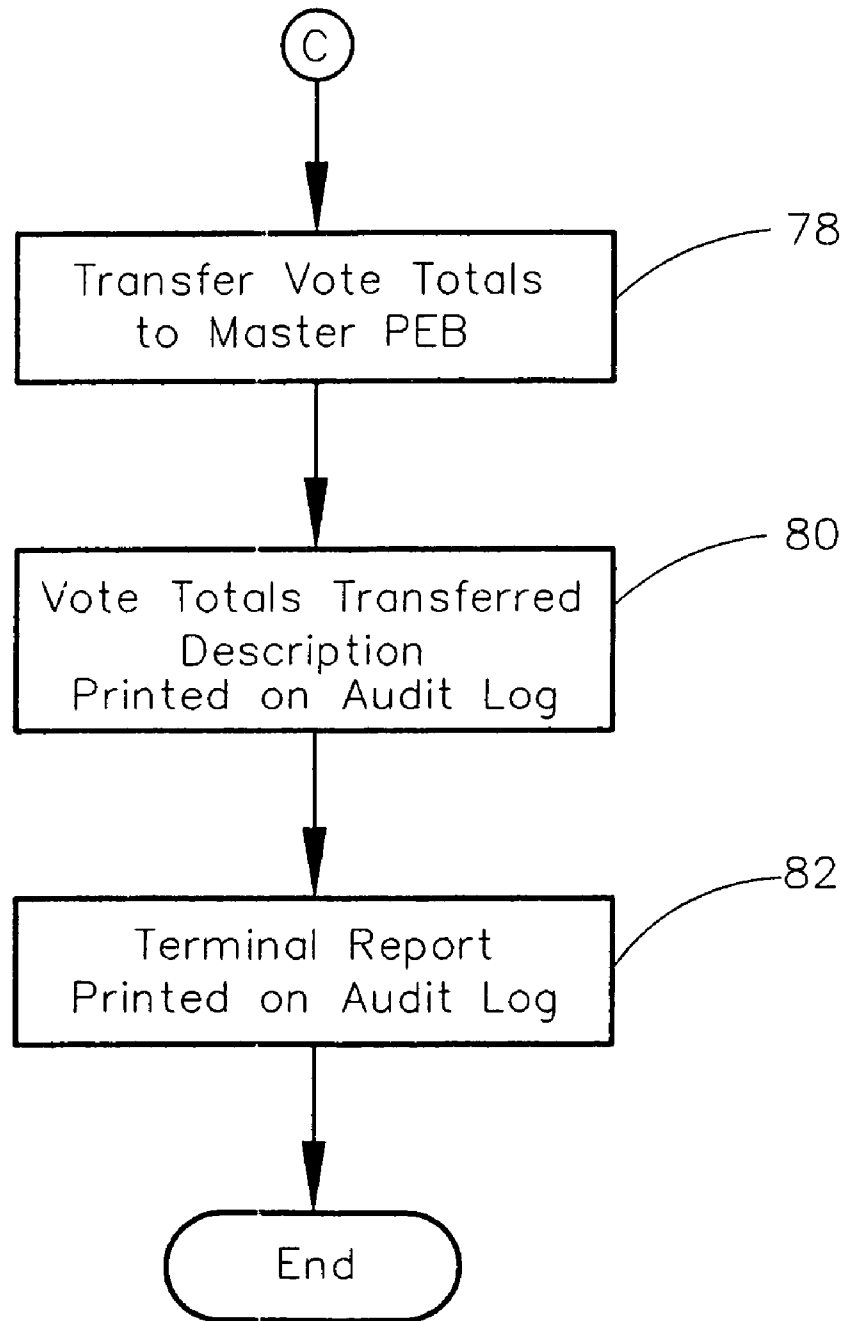 C
78
Transfer Vote Totals
to Master PEB
80
Vote Totals Transferred
Description
Printed on Audit Log
82
Terminal Report
Printed on Audit Log
End